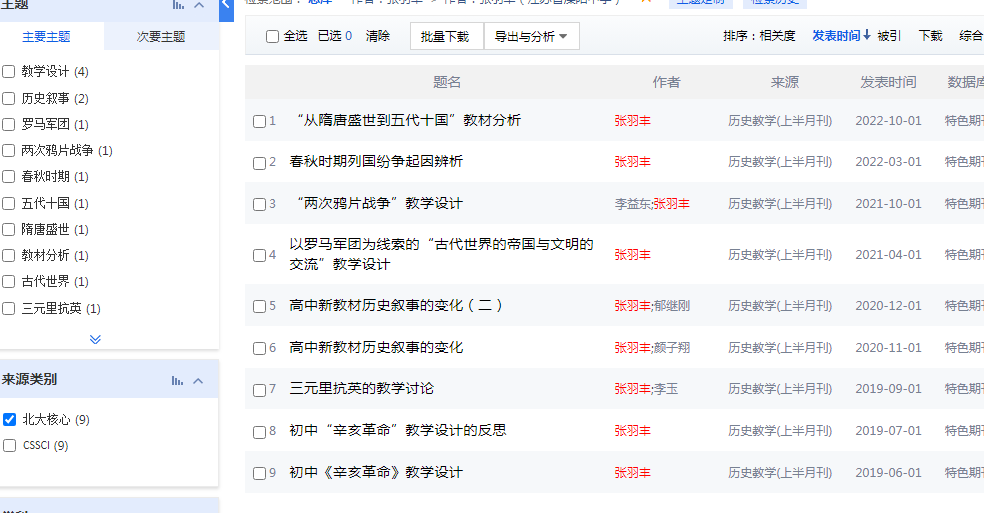 主题
主要主题
次要主题
教学设计 (4)
历史叙事 (2)
罗马军团 (1)
两次鸦片战争 (1)
春秋时期 (1)
五代十国 (1)
隋唐盛世 (1)
教材分析 (1)
古代世界 (1)
三元里抗英 (1)
来源类别
北大核心 (9)
CSSCI (9)
主题定制
检索历史
全选 已选 0 清除 批量下载 导出与分析 排序：相关度 发表时间 被引 下载 综合
题名 作者 来源 发表时间 数据库
1 “从隋唐盛世到五代十国”教材分析 张羽丰 历史教学(上半月刊) 2022-10-01 特色期刊
2 春秋时期列国纷争起因辨析 张羽丰 历史教学(上半月刊) 2022-03-01 特色期刊
3 “两次鸦片战争”教学设计 李益东;张羽丰 历史教学(上半月刊) 2021-10-01 特色期刊
4 以罗马军团为线索的“古代世界的帝国与文明的
交流”教学设计 张羽丰 历史教学(上半月刊) 2021-04-01 特色期刊
5 高中新教材历史叙事的变化（二） 张羽丰;郁继刚 历史教学(上半月刊) 2020-12-01 特色期刊
6 高中新教材历史叙事的变化 张羽丰;颜子翔 历史教学(上半月刊) 2020-11-01 特色期刊
7 三元里抗英的教学讨论 张羽丰;李玉 历史教学(上半月刊) 2019-09-01 特色期刊
8 初中“辛亥革命”教学设计的反思 张羽丰 历史教学(上半月刊) 2019-07-01 特色期刊
9 初中《辛亥革命》教学设计 张羽丰 历史教学(上半月刊) 2019-06-01 特色期刊